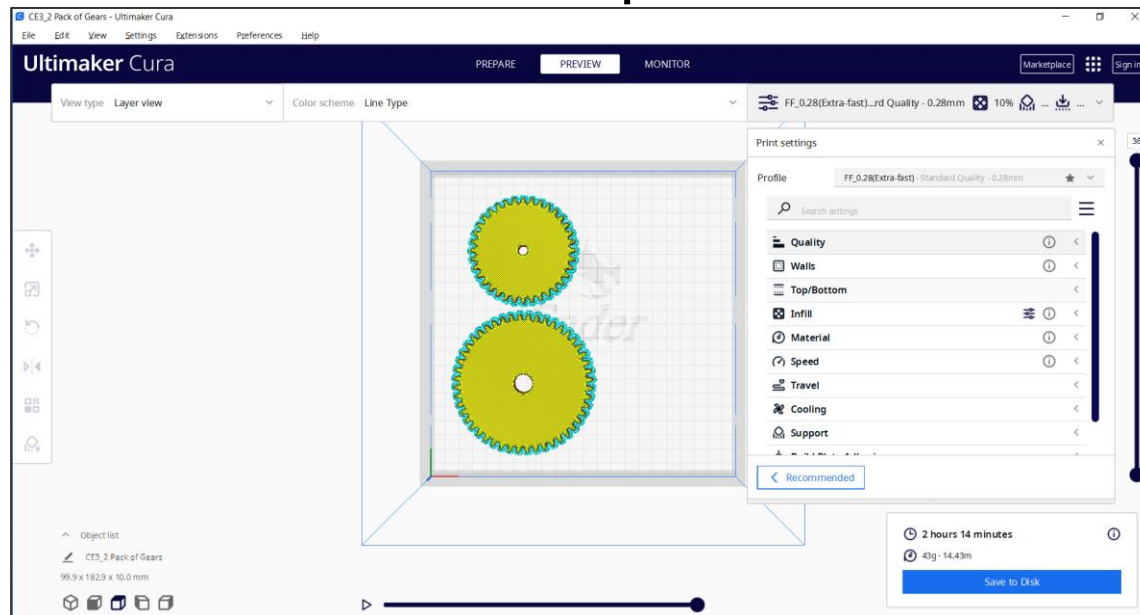 CE3_2 Pack of Gears - Ultimaker Cura
File Edit View Settings Extensions Preferences Help
Ultimaker Cura PREPARE PREVIEW MONITOR Marketplace Sign in
View type Layer view Color scheme Line Type FF_0.28(Extra-fast)...rd Quality - 0.28mm 10% ... ...
Print settings
Profile FF_0.28(Extra-fast) - Standard Quality - 0.28mm
Search settings
Quality
Walls
Top/Bottom
Infill
Material
Speed
Travel
Cooling
Support
Recommended
Object list
CE3_2 Pack of Gears
99.9 x 182.9 x 10.0 mm
2 hours 14 minutes
43g · 14.43m
Save to Disk